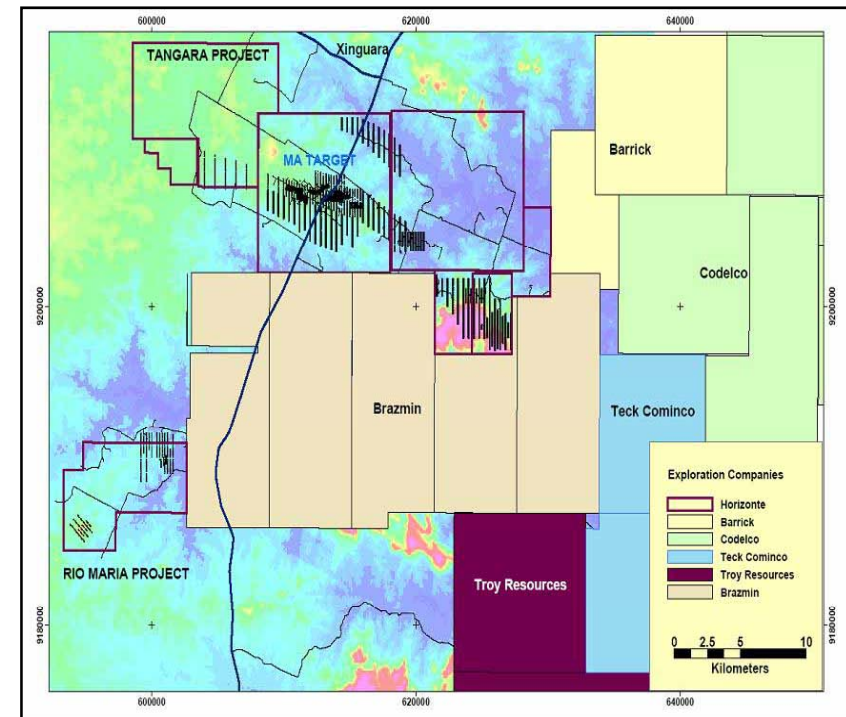 600000 620000 640000
Xinguara
TANGARA PROJECT
MA TARGET
Barrick
Codelco
9200000 9200000
Brazmin
Teck Cominco
Exploration Companies
Horizonte
Barrick
Codelco
Teck Cominco
Troy Resources
Brazmin
RIO MARIA PROJECT
Troy Resources
9180000 9180000
0 2.5 5 10
Kilometers
600000 620000 640000